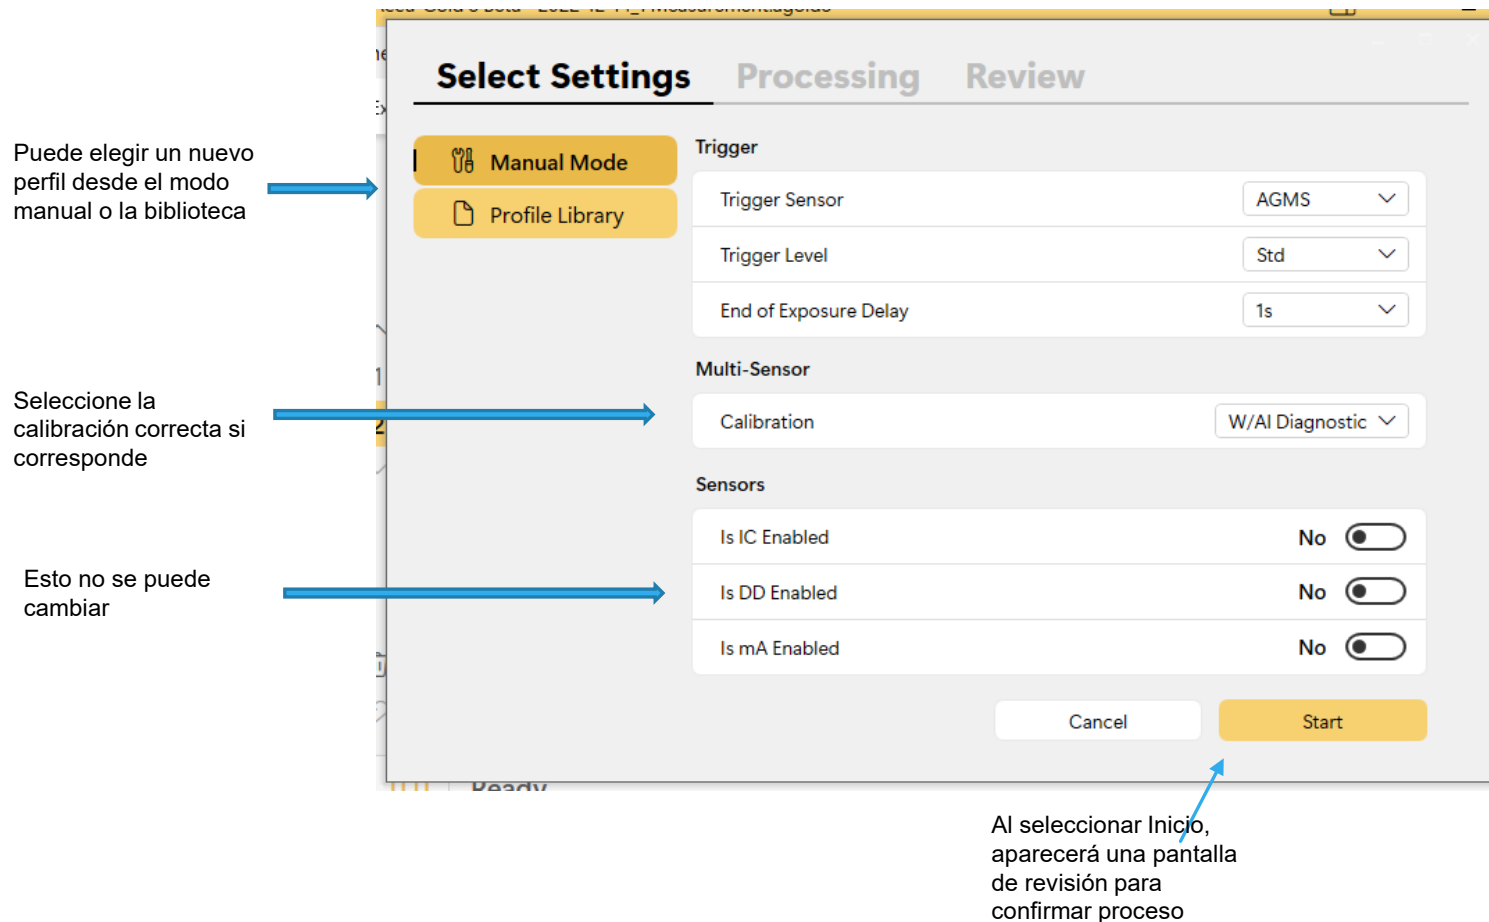 Select Settings Processing Review
Puede elegir un nuevo
perfil desde el modo
manual o la biblioteca
Manual Mode
Profile Library
Trigger
Trigger Sensor AGMS
Trigger Level Std
End of Exposure Delay 1s
Multi-Sensor
Seleccione la
calibración correcta si
corresponde
Calibration W/AI Diagnostic
Sensors
Is IC Enabled No
Esto no se puede
cambiar
Is DD Enabled No
Is mA Enabled No
Cancel Start
Ready
Al seleccionar Inicio,
aparecerá una pantalla
de revisión para
confirmar proceso